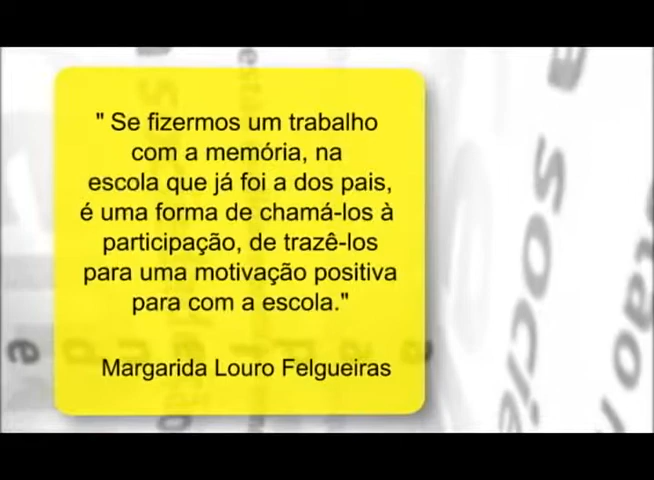 " Se fizermos um trabalho
com a memória, na
escola que já foi a dos pais,
é uma forma de chamá-los à
participação, de trazê-los
para uma motivação positiva
para com a escola."
Margarida Louro Felgueiras